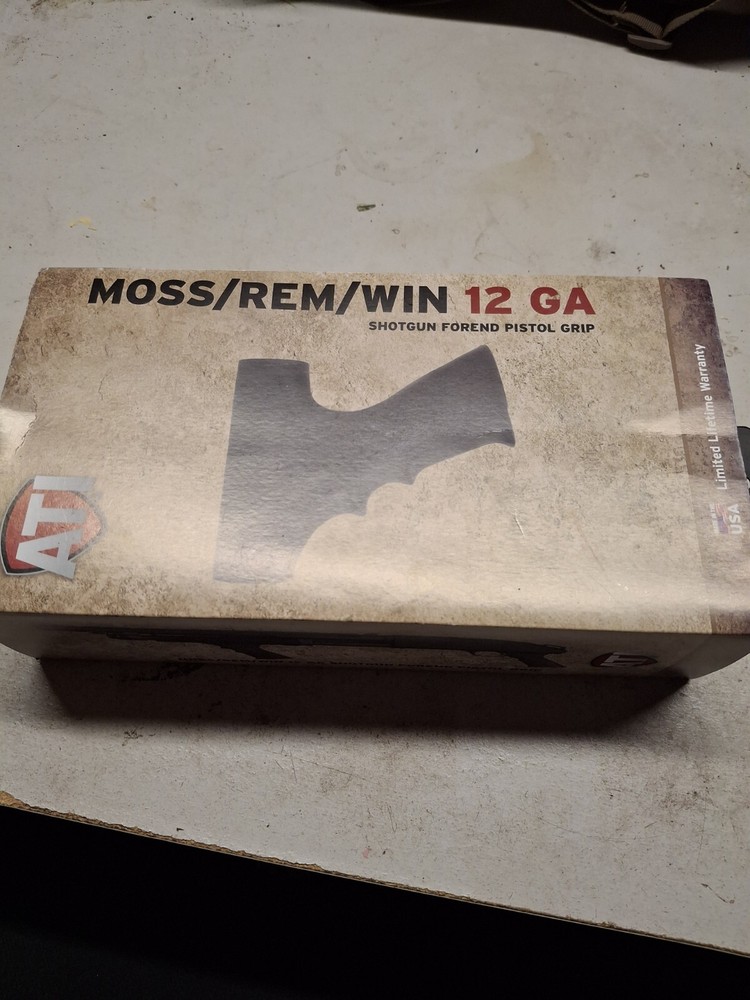 MOSS/REM/WIN 12 GA
SHOTGUN FOREND PISTOL GRIP
ATI
Limited Lifetime Warranty
USA